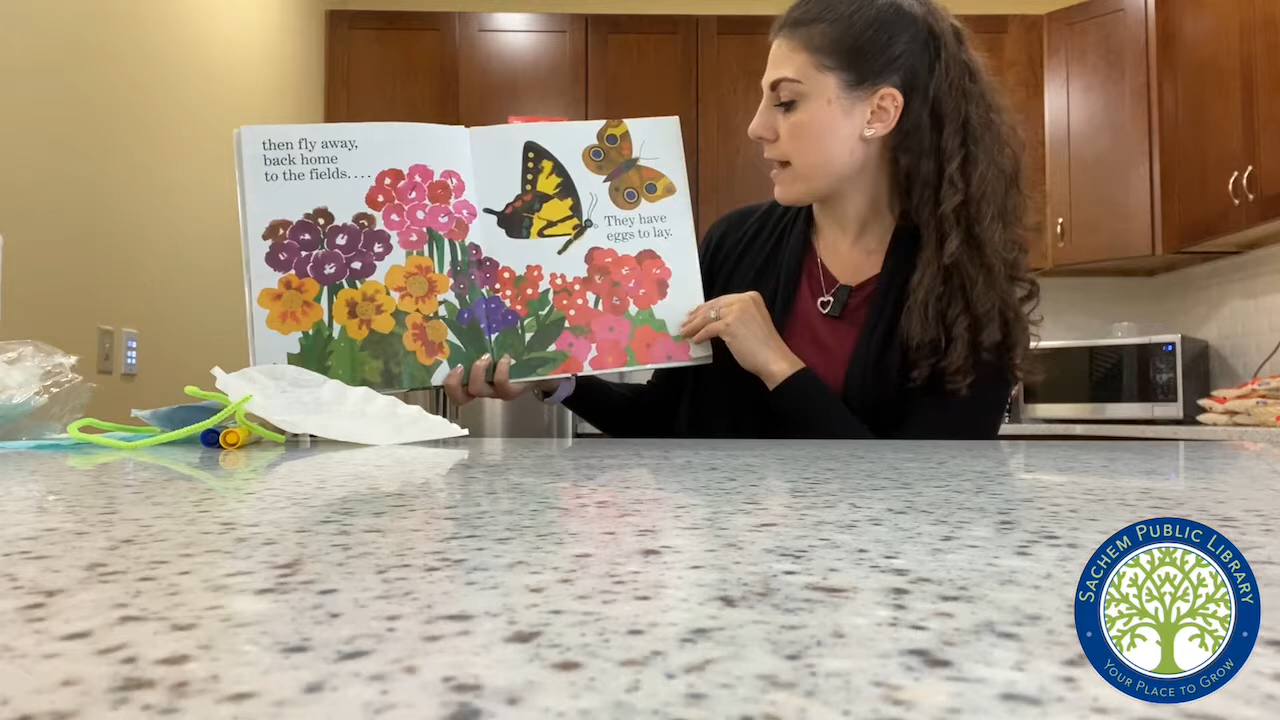 then fly away,
back home
to the fields....
They have
eggs to lay.
SACHEM PUBLIC LIBRARY
YOUR PLACE TO GROW